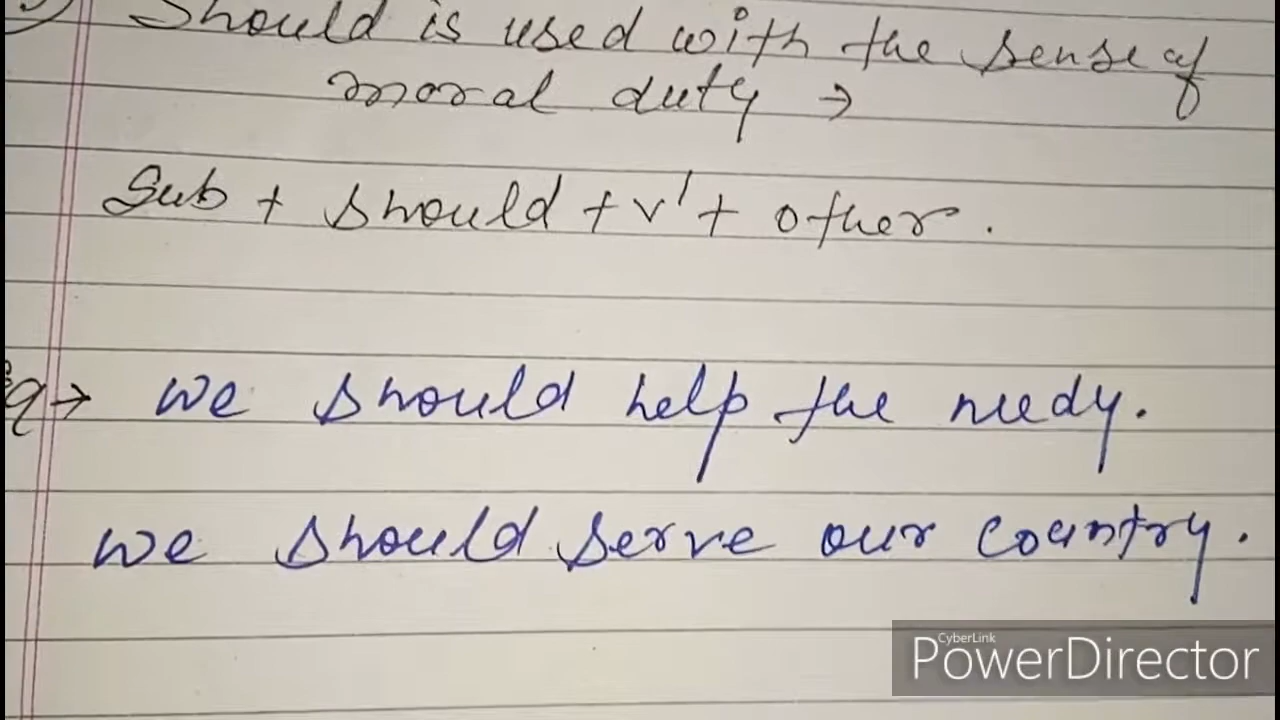 Should is used with the sense of
moral duty →
Sub + should + v' + other.
eg → we should help the needy.
we should serve our country.
CyberLink
PowerDirector